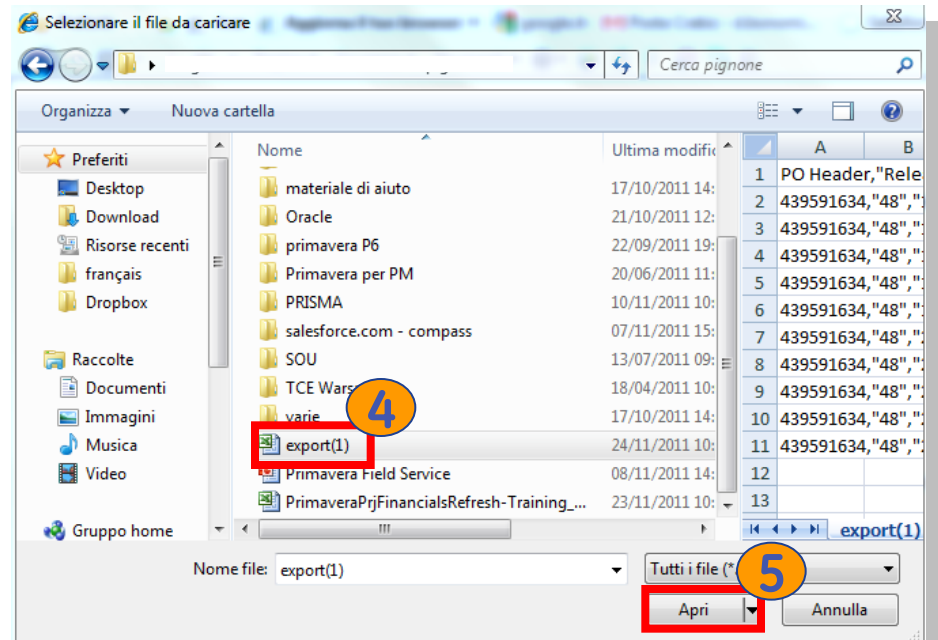 Selezionare il file da caricare
Cerca pignone
Organizza Nuova cartella
Preferiti
Desktop
Download
Risorse recenti
français
Dropbox
Raccolte
Documenti
Immagini
Musica
Video
Gruppo home
Nome Ultima modific
materiale di aiuto 17/10/2011 14:
Oracle 21/10/2011 12:
primavera P6 22/09/2011 19:
Primavera per PM 20/06/2011 11:
PRISMA 10/11/2011 10:
salesforce.com - compass 07/11/2011 15:
SOU 13/07/2011 09:
TCE Wars 18/04/2011 10:
varie 17/10/2011 14:
4
export(1) 24/11/2011 10:
Primavera Field Service 08/11/2011 14:
PrimaveraPrjFinancialsRefresh-Training_... 23/11/2011 10:
A B
1 PO Header,"Relea
2 439591634,"48","
3 439591634,"48","
4 439591634,"48","
5 439591634,"48","
6 439591634,"48","
7 439591634,"48","
8 439591634,"48","
9 439591634,"48","
10 439591634,"48","
11 439591634,"48","
12
13
export(1)
Nome file: export(1) Tutti i file (*
5
Apri Annulla